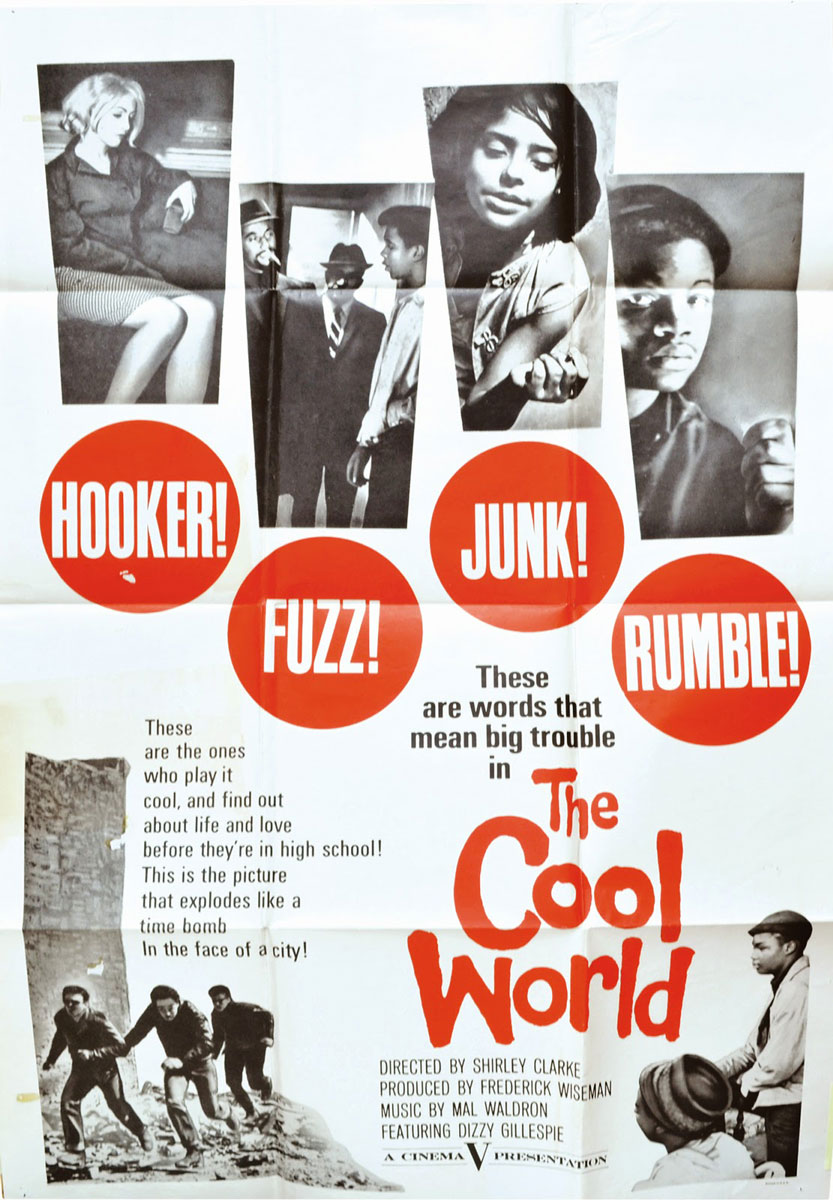 HOOKER!
FUZZ!
JUNK!
RUMBLE!
These
are words that
mean big trouble
in
The
Cool
World
These
are the ones
who play it
cool, and find out
about life and love
before they're in high school!
This is the picture
that explodes like a
time bomb
In the face of a city!
DIRECTED BY SHIRLEY CLARKE
PRODUCED BY FREDERICK WISEMAN
MUSIC BY MAL WALDRON
FEATURING DIZZY GILLESPIE
A CINEMA V PRESENTATION